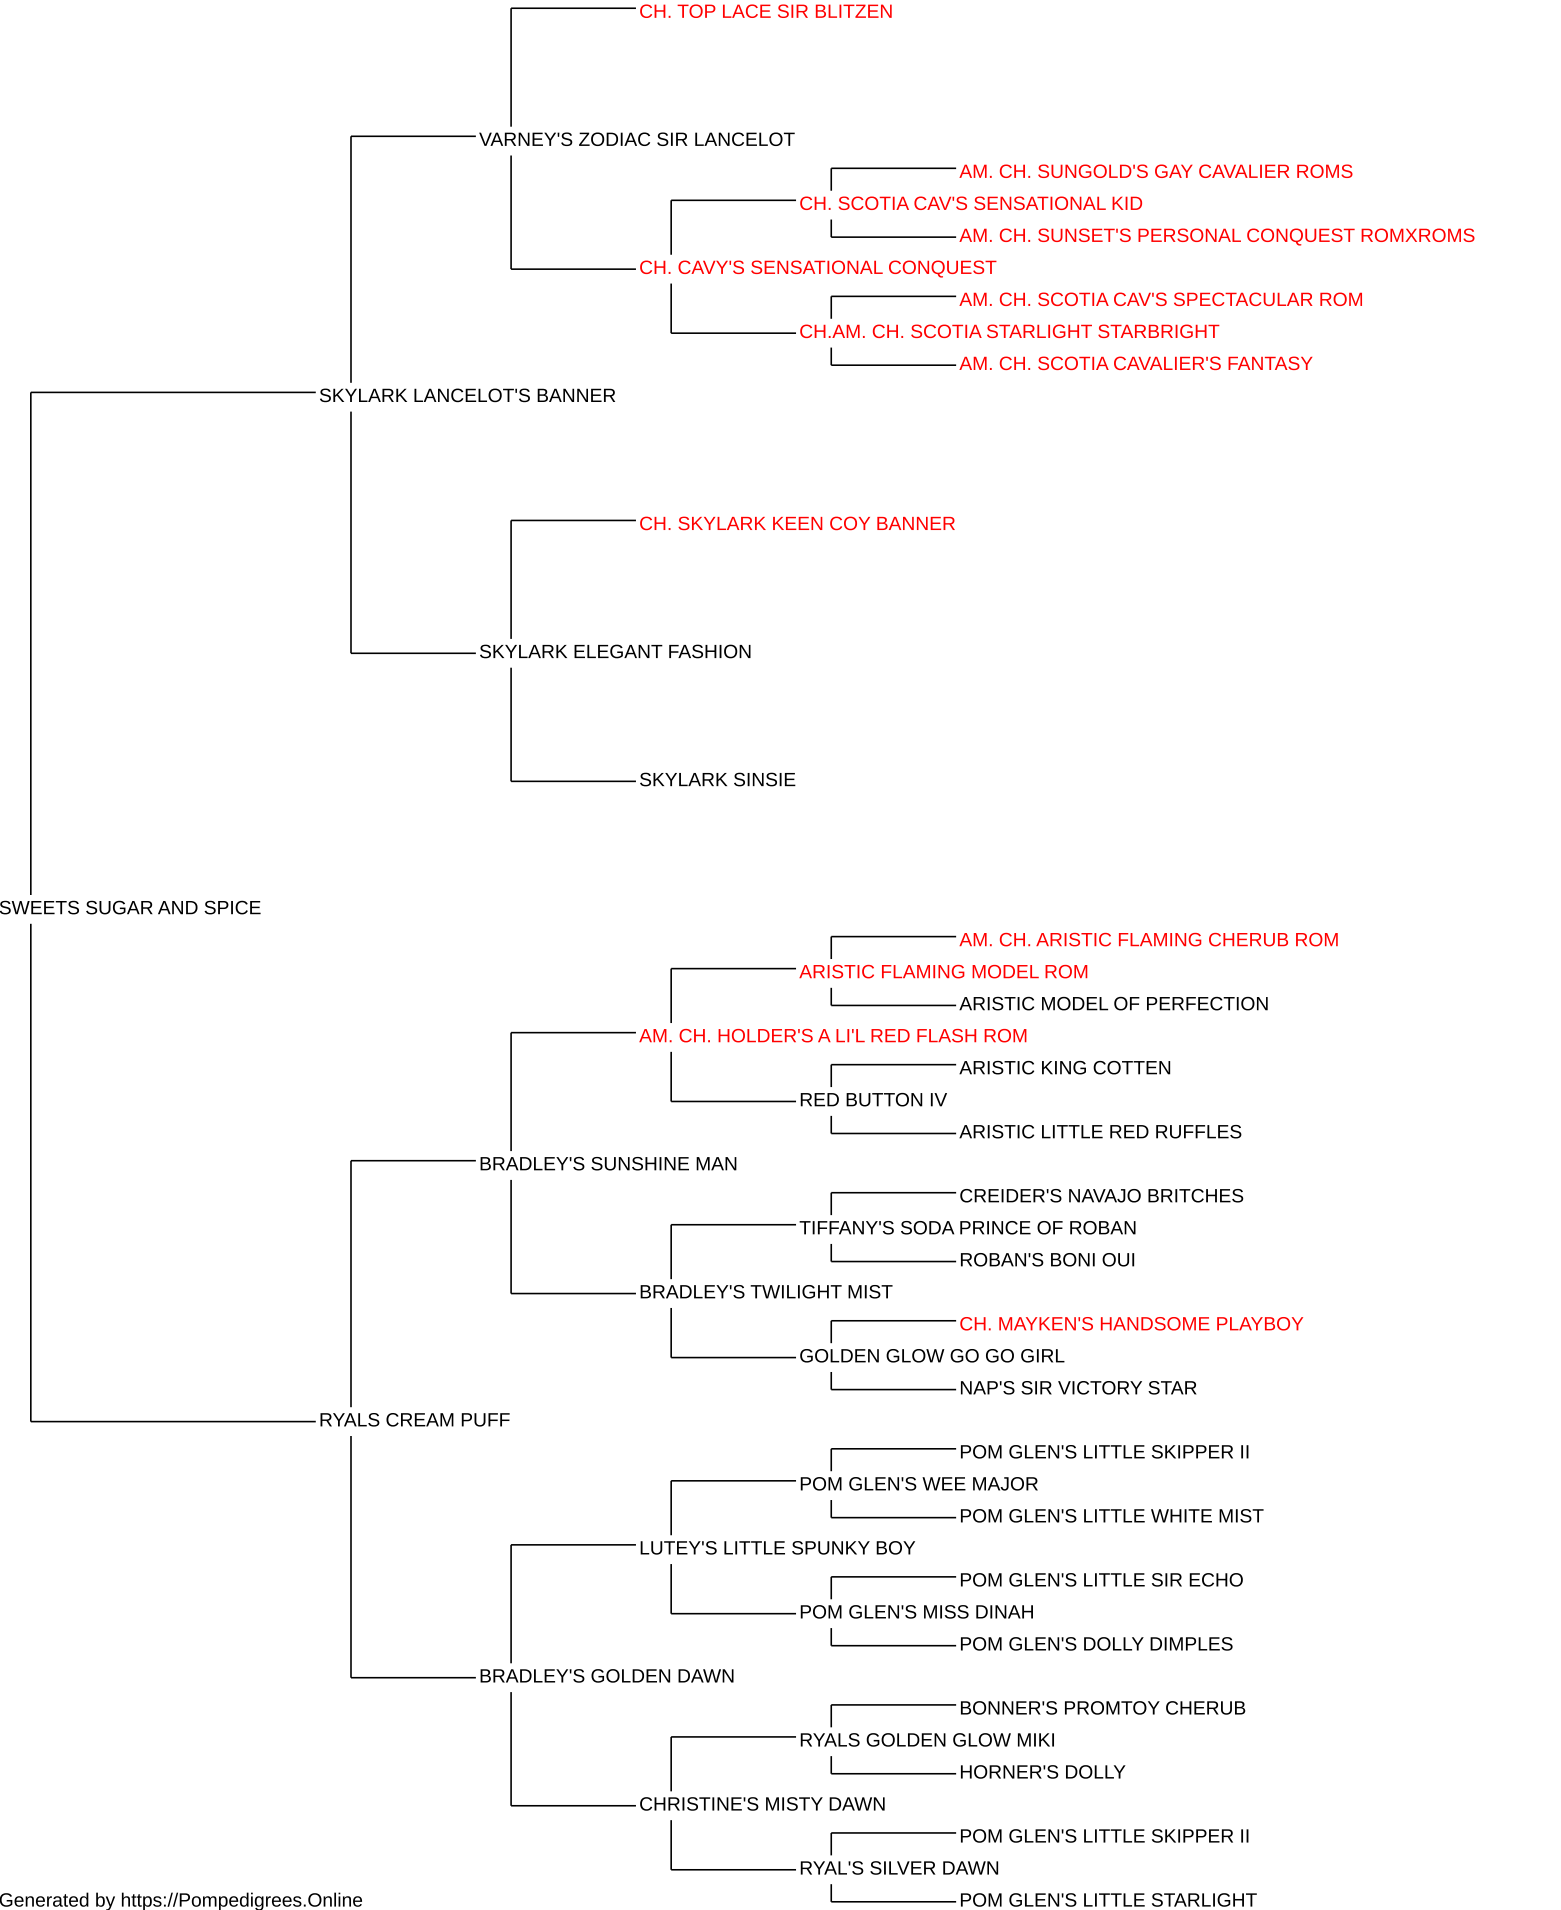 CH. TOP LACE SIR BLITZEN
VARNEY'S ZODIAC SIR LANCELOT
AM. CH. SUNGOLD'S GAY CAVALIER ROMS
CH. SCOTIA CAV'S SENSATIONAL KID
AM. CH. SUNSET'S PERSONAL CONQUEST ROMXROMS
CH. CAVY'S SENSATIONAL CONQUEST
AM. CH. SCOTIA CAV'S SPECTACULAR ROM
CH.AM. CH. SCOTIA STARLIGHT STARBRIGHT
AM. CH. SCOTIA CAVALIER'S FANTASY
SKYLARK LANCELOT'S BANNER
CH. SKYLARK KEEN COY BANNER
SKYLARK ELEGANT FASHION
SKYLARK SINSIE
SWEETS SUGAR AND SPICE
AM. CH. ARISTIC FLAMING CHERUB ROM
ARISTIC FLAMING MODEL ROM
ARISTIC MODEL OF PERFECTION
AM. CH. HOLDER'S A LI'L RED FLASH ROM
ARISTIC KING COTTEN
RED BUTTON IV
ARISTIC LITTLE RED RUFFLES
BRADLEY'S SUNSHINE MAN
CREIDER'S NAVAJO BRITCHES
TIFFANY'S SODA PRINCE OF ROBAN
ROBAN'S BONI OUI
BRADLEY'S TWILIGHT MIST
CH. MAYKEN'S HANDSOME PLAYBOY
GOLDEN GLOW GO GO GIRL
NAP'S SIR VICTORY STAR
RYALS CREAM PUFF
POM GLEN'S LITTLE SKIPPER II
POM GLEN'S WEE MAJOR
POM GLEN'S LITTLE WHITE MIST
LUTEY'S LITTLE SPUNKY BOY
POM GLEN'S LITTLE SIR ECHO
POM GLEN'S MISS DINAH
POM GLEN'S DOLLY DIMPLES
BRADLEY'S GOLDEN DAWN
BONNER'S PROMTOY CHERUB
RYALS GOLDEN GLOW MIKI
HORNER'S DOLLY
CHRISTINE'S MISTY DAWN
POM GLEN'S LITTLE SKIPPER II
RYAL'S SILVER DAWN
POM GLEN'S LITTLE STARLIGHT
Generated by https://Pompedigrees.Online